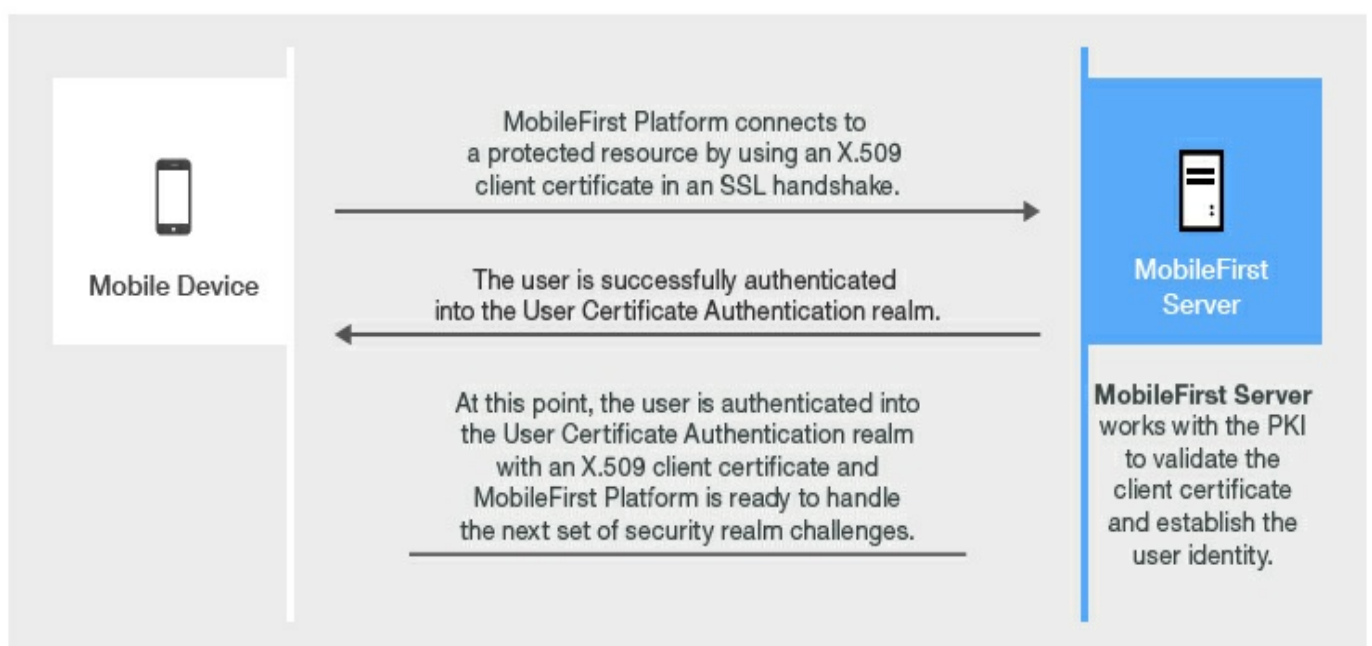 MobileFirst Platform connects to
a protected resource by using an X.509
client certificate in an SSL handshake.
Mobile Device
MobileFirst
Server
The user is successfully authenticated
into the User Certificate Authentication realm.
At this point, the user is authenticated into
the User Certificate Authentication realm
with an X.509 client certificate and
MobileFirst Platform is ready to handle
the next set of security realm challenges.
MobileFirst Server
works with the PKI
to validate the
client certificate
and establish the
user identity.